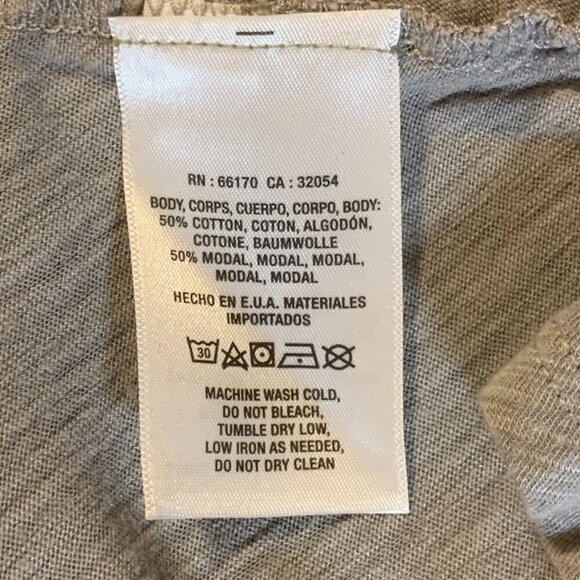 RN : 66170 CA : 32054
BODY, CORPS, CUERPO, CORPO, BODY:
50% COTTON, COTON, ALGODÓN,
COTONE, BAUMWOLLE
50% MODAL, MODAL, MODAL,
MODAL, MODAL
HECHO EN E.U.A. MATERIALES
IMPORTADOS
30
MACHINE WASH COLD,
DO NOT BLEACH,
TUMBLE DRY LOW,
LOW IRON AS NEEDED,
DO NOT DRY CLEAN